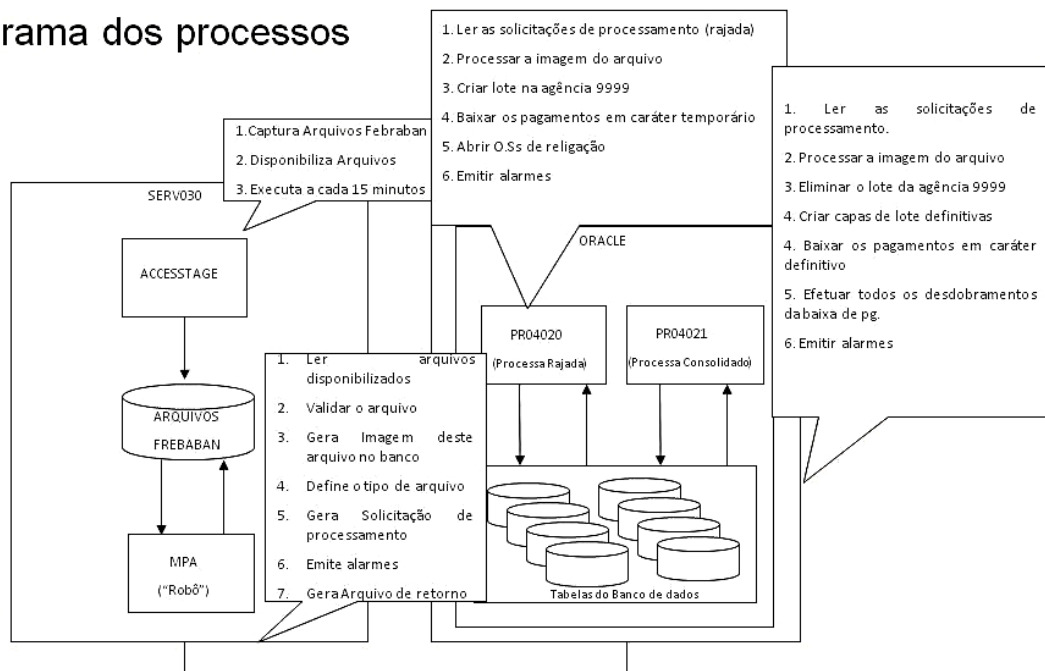 rama dos processos
1. Ler as solicitações de processamento (rajada)
2. Processar a imagem do arquivo
3. Criar lote na agência 9999
4. Baixar os pagamentos em caráter temporário
5. Abrir O.Ss de religação
6. Emitir alarmes
1. Ler as solicitações de
processamento.
2. Processar a imagem do arquivo
3. Eliminar o lote da agência 9999
4. Criar capas de lote definitivas
4. Baixar os pagamentos em caráter
definitivo
5. Efetuar todos os desdobramentos
da baixa de pg.
6. Emitir alarmes
1.Captura Arquivos Febraban
2. Disponibiliza Arquivos
3. Executa a cada 15 minutos
SERV030
ACCESSTAGE
ARQUIVOS
FREBABAN
MPA
("Robô")
1. Ler arquivos
disponibilizados
2. Validar o arquivo
3. Gera Imagem deste
arquivo no banco
4. Define o tipo de arquivo
5. Gera Solicitação de
processamento
6. Emite alarmes
7. Gera Arquivo de retorno
ORACLE
PR04020
(Processa Rajada)
PR04021
(Processa Consolidado)
Tabelas do Banco de dados